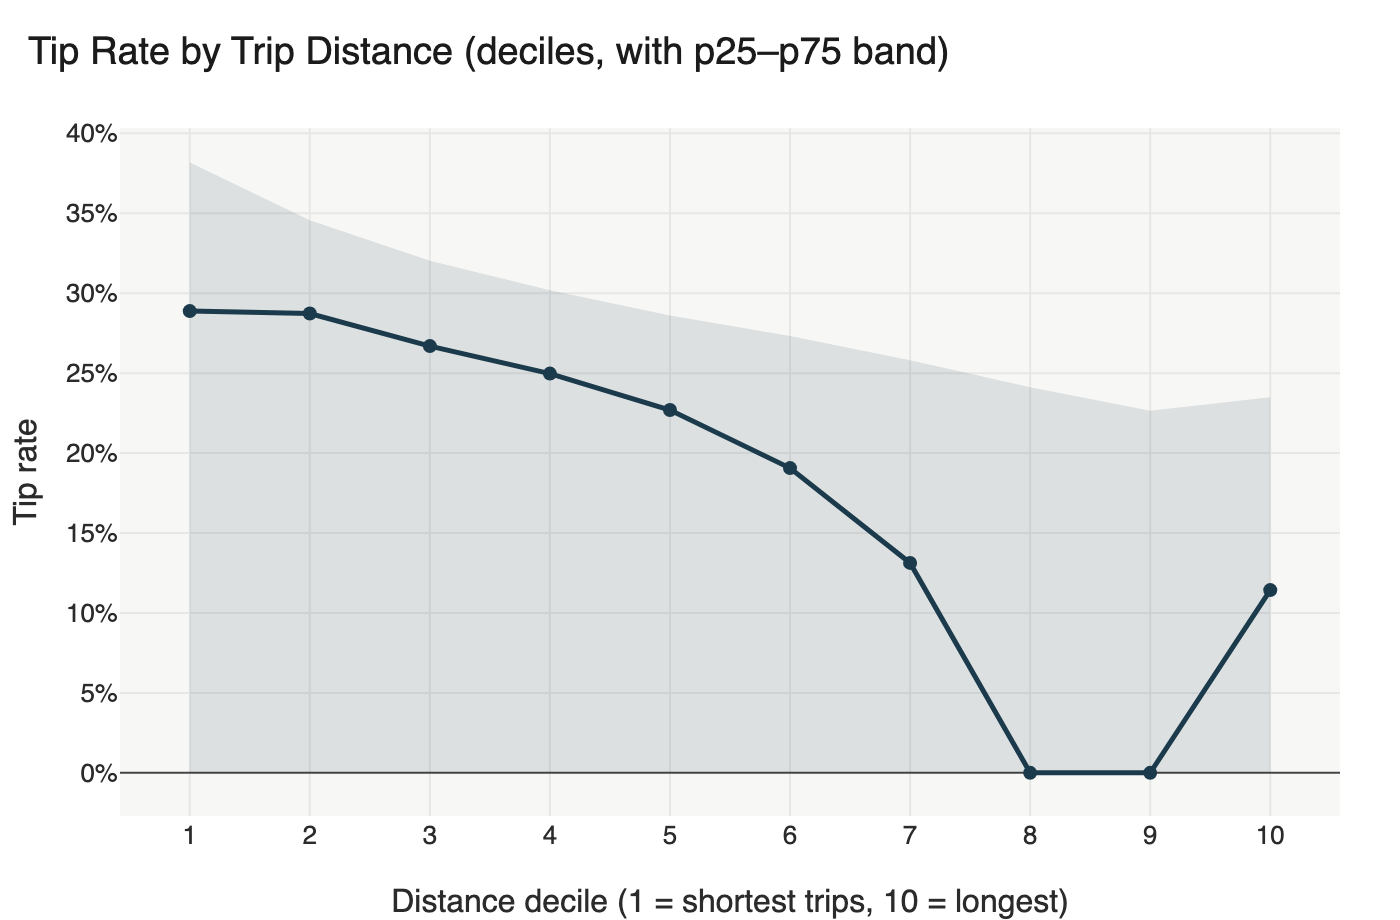 Tip Rate by Trip Distance (deciles, with p25–p75 band)
40%
35%
30%
25%
20%
15%
10%
5%
0%
Tip rate
1 2 3 4 5 6 7 8 9 10
Distance decile (1 = shortest trips, 10 = longest)